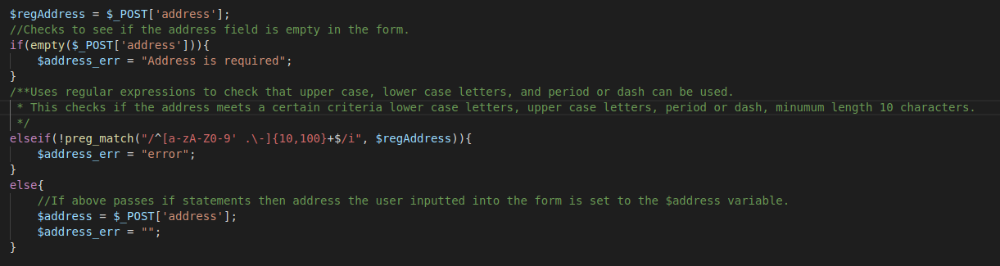 $regAddress = $_POST['address'];
//Checks to see if the address field is empty in the form.
if(empty($_POST['address'])){
    $address_err = "Address is required";
}
/**Uses regular expressions to check that upper case, lower case letters, and period or dash can be used.
 * This checks if the address meets a certain criteria lower case letters, upper case letters, period or dash, minumum length 10 characters.
 */
elseif(!preg_match("/^[a-zA-Z0-9' .\-]{10,100}+$/i", $regAddress)){
    $address_err = "error";
}
else{
    //If above passes if statements then address the user inputted into the form is set to the $address variable.
    $address = $_POST['address'];
    $address_err = "";
}